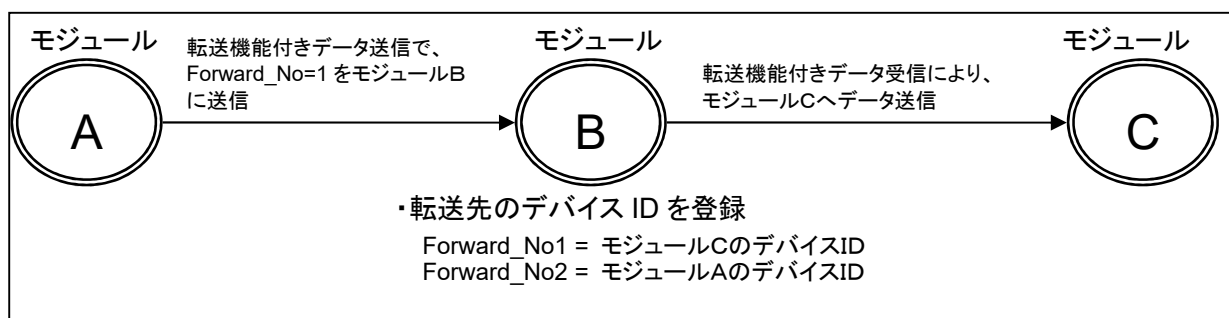 モジュール
転送機能付きデータ送信で、
Forward_No=1 をモジュールB
に送信
モジュール
転送機能付きデータ受信により、
モジュールCへデータ送信
モジュール
A
B
C
・転送先のデバイス ID を登録
Forward_No1 = モジュールCのデバイスID
Forward_No2 = モジュールAのデバイスID